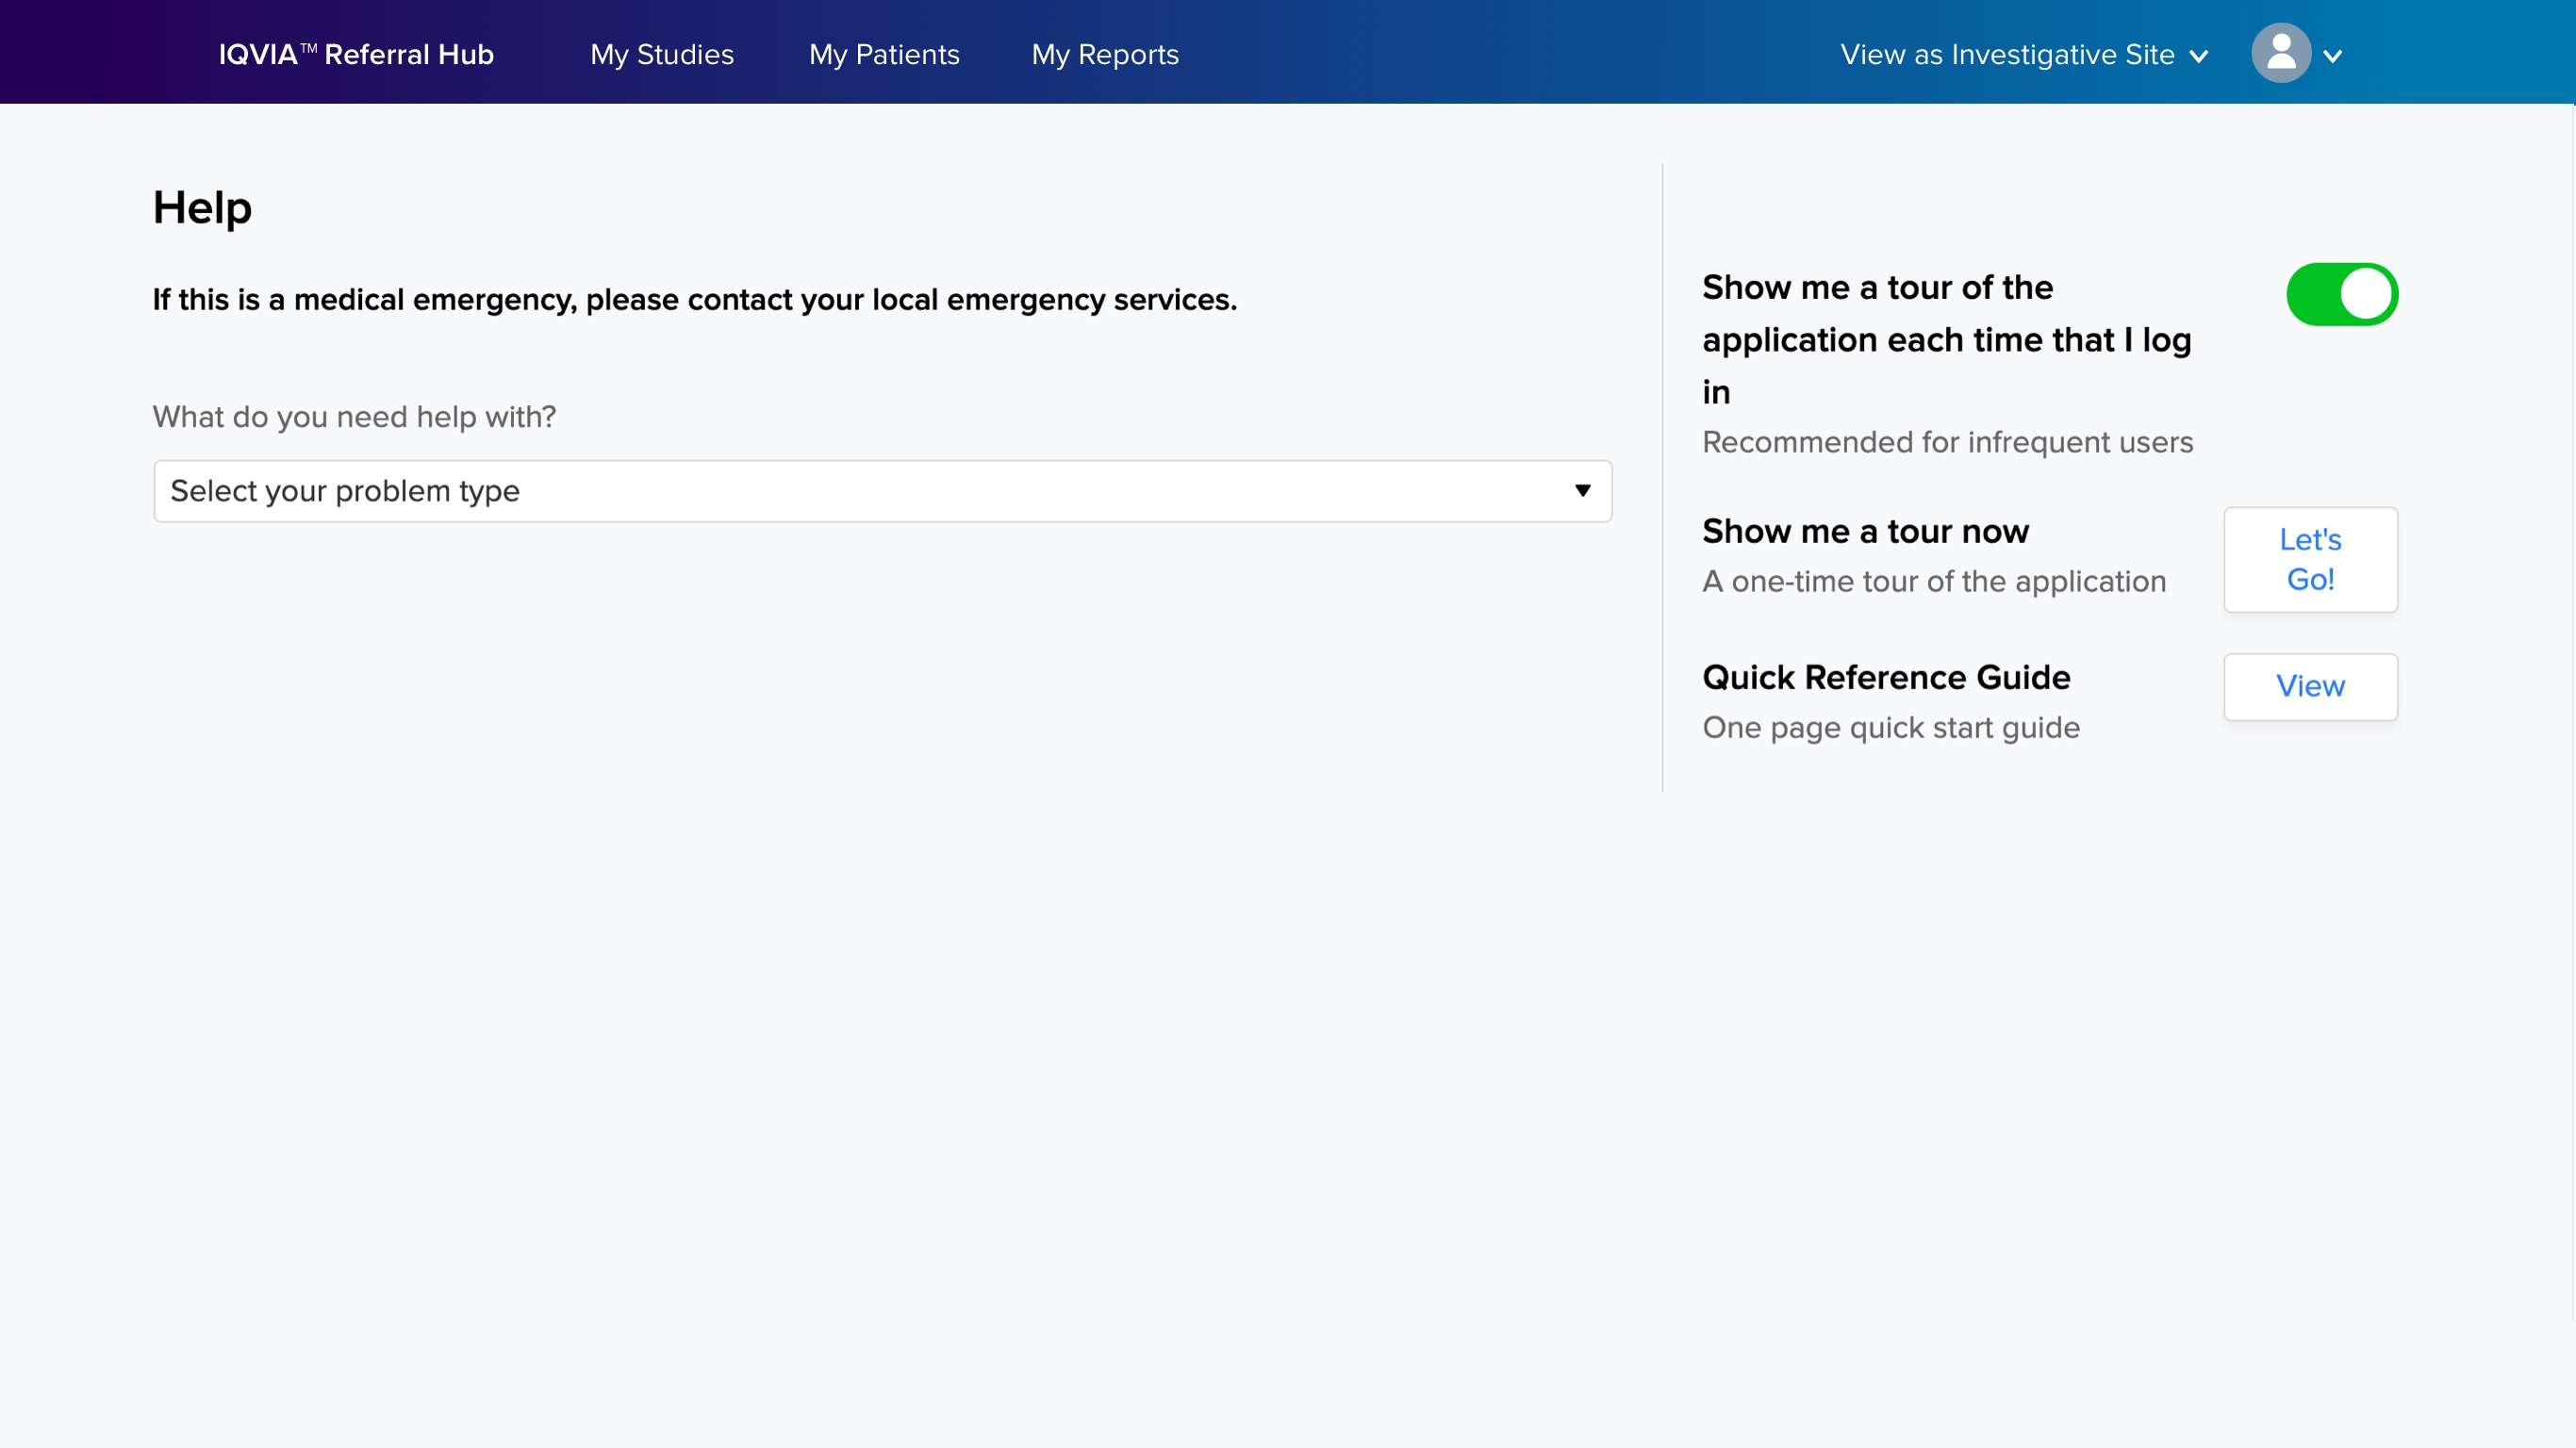 IQVIA™ Referral Hub
My Studies
My Patients
My Reports
View as Investigative Site
Help
If this is a medical emergency, please contact your local emergency services.
What do you need help with?
Select your problem type
Show me a tour of the
application each time that I log
in
Recommended for infrequent users
Show me a tour now
A one-time tour of the application
Let's
Go!
Quick Reference Guide
One page quick start guide
View